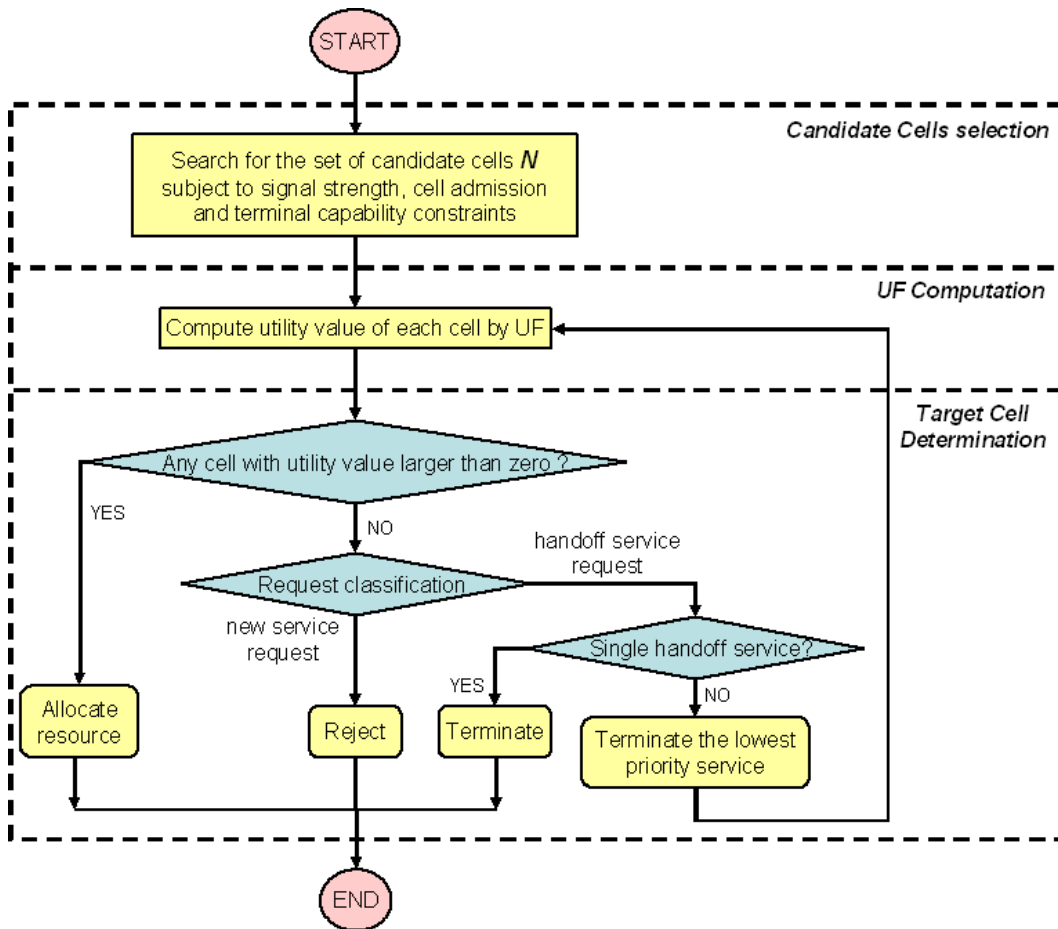 START
Candidate Cells selection
Search for the set of candidate cells N
subject to signal strength, cell admission
and terminal capability constraints
UF Computation
Compute utility value of each cell by UF
Target Cell
Determination
Any cell with utility value larger than zero ?
YES
NO
handoff service
request
Request classification
new service
request
Single handoff service?
YES
NO
Allocate
resource
Reject
Terminate
Terminate the lowest
priority service
END